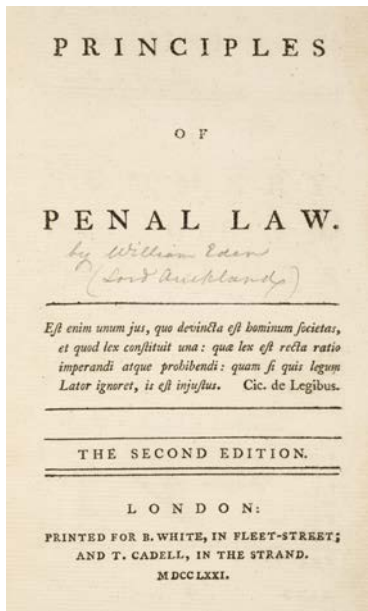 PRINCIPLES
OF
PENAL LAW.
by William Eden
(Lord Auckland)
Eſt enim unum jus, quo devincta eſt hominum ſocietas,
et quod lex conſtituit una: quæ lex eſt recta ratio
imperandi atque prohibendi: quam ſi quis legum
Lator ignoret, is eſt injuſtus. Cic. de Legibus.
THE SECOND EDITION.
LONDON:
PRINTED FOR B. WHITE, IN FLEET-STREET;
AND T. CADELL, IN THE STRAND.
MDCCLXXI.